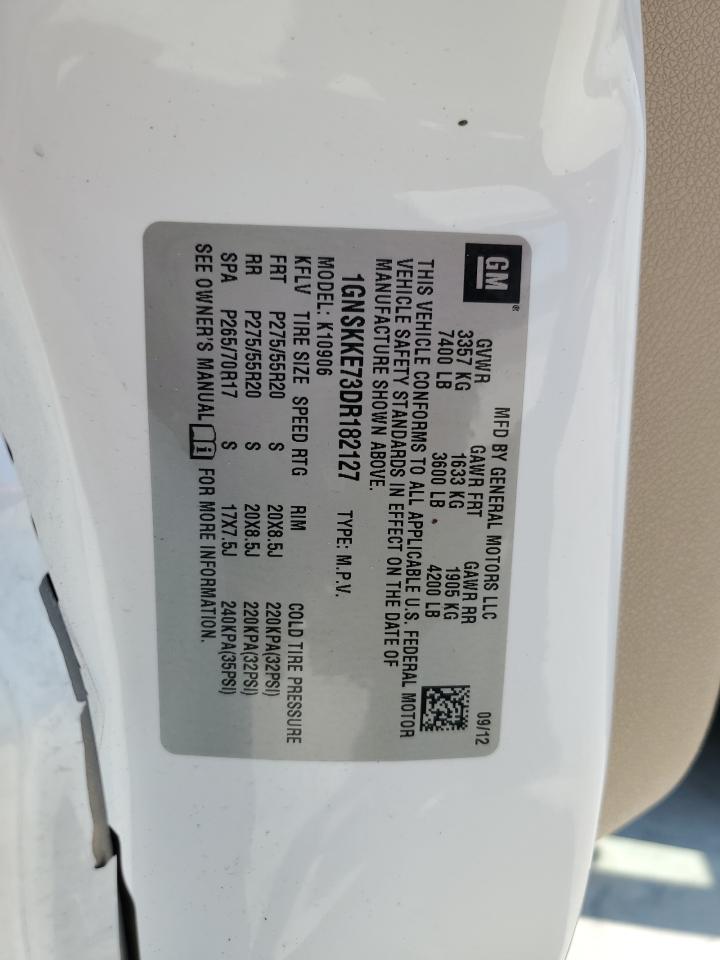 GM
MFD BY GENERAL MOTORS LLC 09/12
GVWR GAWR FRT GAWR RR
3357 KG 1633 KG 1905 KG
7400 LB 3600 LB 4200 LB
THIS VEHICLE CONFORMS TO ALL APPLICABLE U.S. FEDERAL MOTOR
VEHICLE SAFETY STANDARDS IN EFFECT ON THE DATE OF
MANUFACTURE SHOWN ABOVE.
1GNSKKE73DR182127 TYPE: M.P.V.
MODEL: K10906
KFLV TIRE SIZE SPEED RTG RIM COLD TIRE PRESSURE
FRT P275/55R20 S 20X8.5J 220KPA(32PSI)
RR P275/55R20 S 20X8.5J 220KPA(32PSI)
SPA P265/70R17 S 17X7.5J 240KPA(35PSI)
SEE OWNER'S MANUAL FOR MORE INFORMATION.